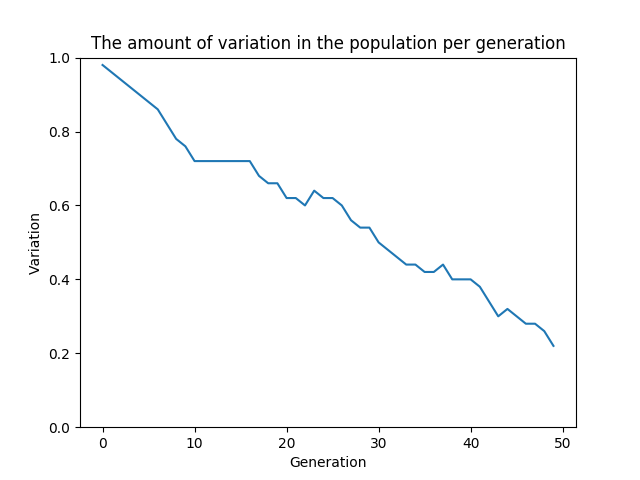 The amount of variation in the population per generation
1.0
0.8
0.6
0.4
0.2
0.0
Variation
0 10 20 30 40 50
Generation